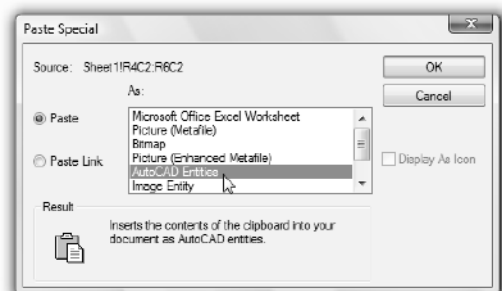 Paste Special
Source: Sheet1!R4C2:R6C2
OK
As:
Cancel
Paste
Microsoft Office Excel Worksheet
Picture (Metafile)
Bitmap
Picture (Enhanced Metafile)
AutoCAD Entities
Image Entity
Paste Link
Display As Icon
Result
Inserts the contents of the clipboard into your
document as AutoCAD entities.